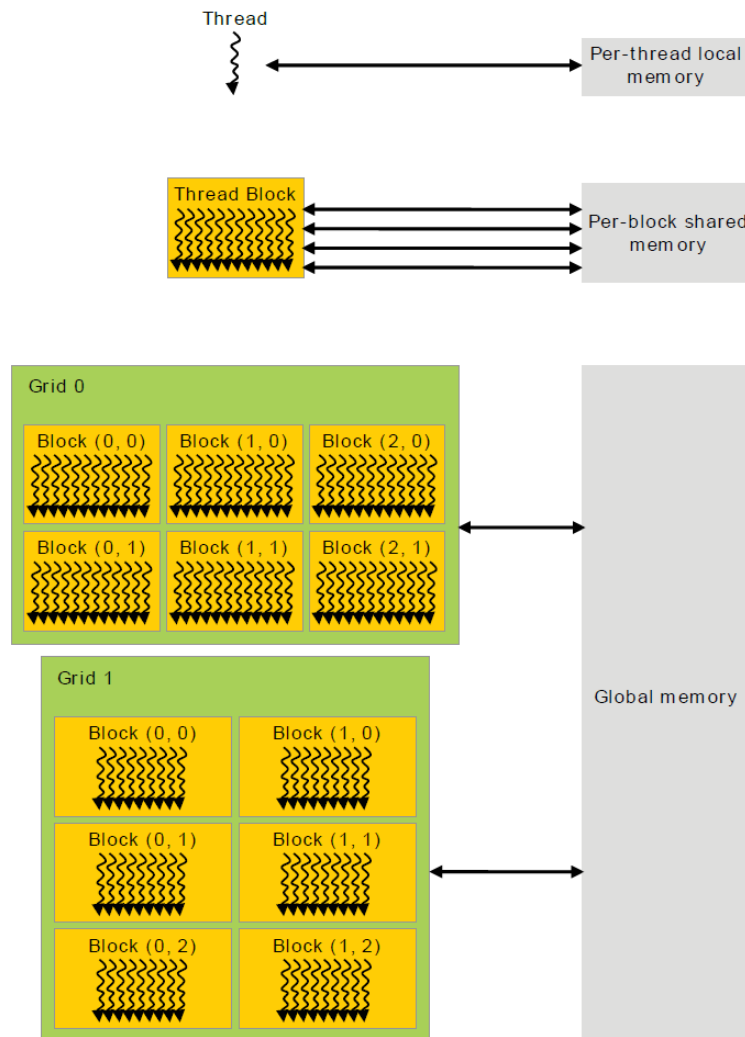 Thread
Per-thread local
memory
Thread Block
Per-block shared
memory
Grid 0
Block (0, 0)
Block (1, 0)
Block (2, 0)
Block (0, 1)
Block (1, 1)
Block (2, 1)
Grid 1
Global memory
Block (0, 0)
Block (1, 0)
Block (0, 1)
Block (1, 1)
Block (0, 2)
Block (1, 2)